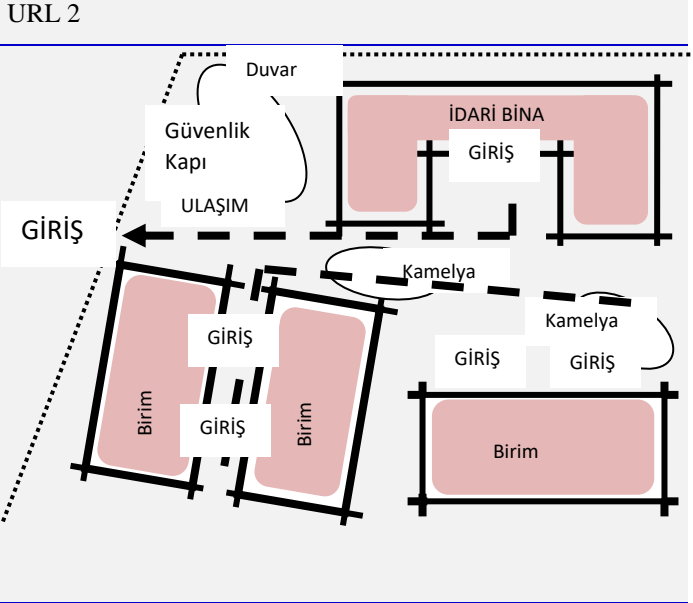 URL 2
Duvar
İDARİ BİNA
Güvenlik
Kapı
GİRİŞ
ULAŞIM
GİRİŞ
Kamelya
Kamelya
GİRİŞ
GİRİŞ
GİRİŞ
Birim
GİRİŞ
Birim
Birim